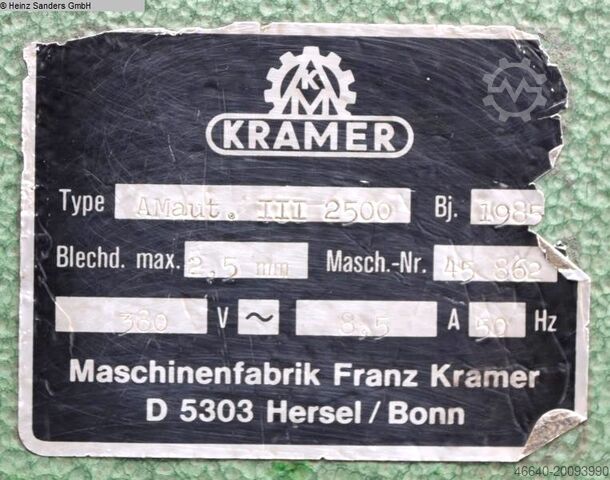 © Heinz Sanders GmbH
K
M
KRAMER
Type AMaut. III 2500 Bj. 1985
Blechd. max. 2,5 mm Masch.-Nr. 45 862
380 V ~ 8,5 A 50 Hz
Maschinenfabrik Franz Kramer
D 5303 Hersel / Bonn
46640-20093990